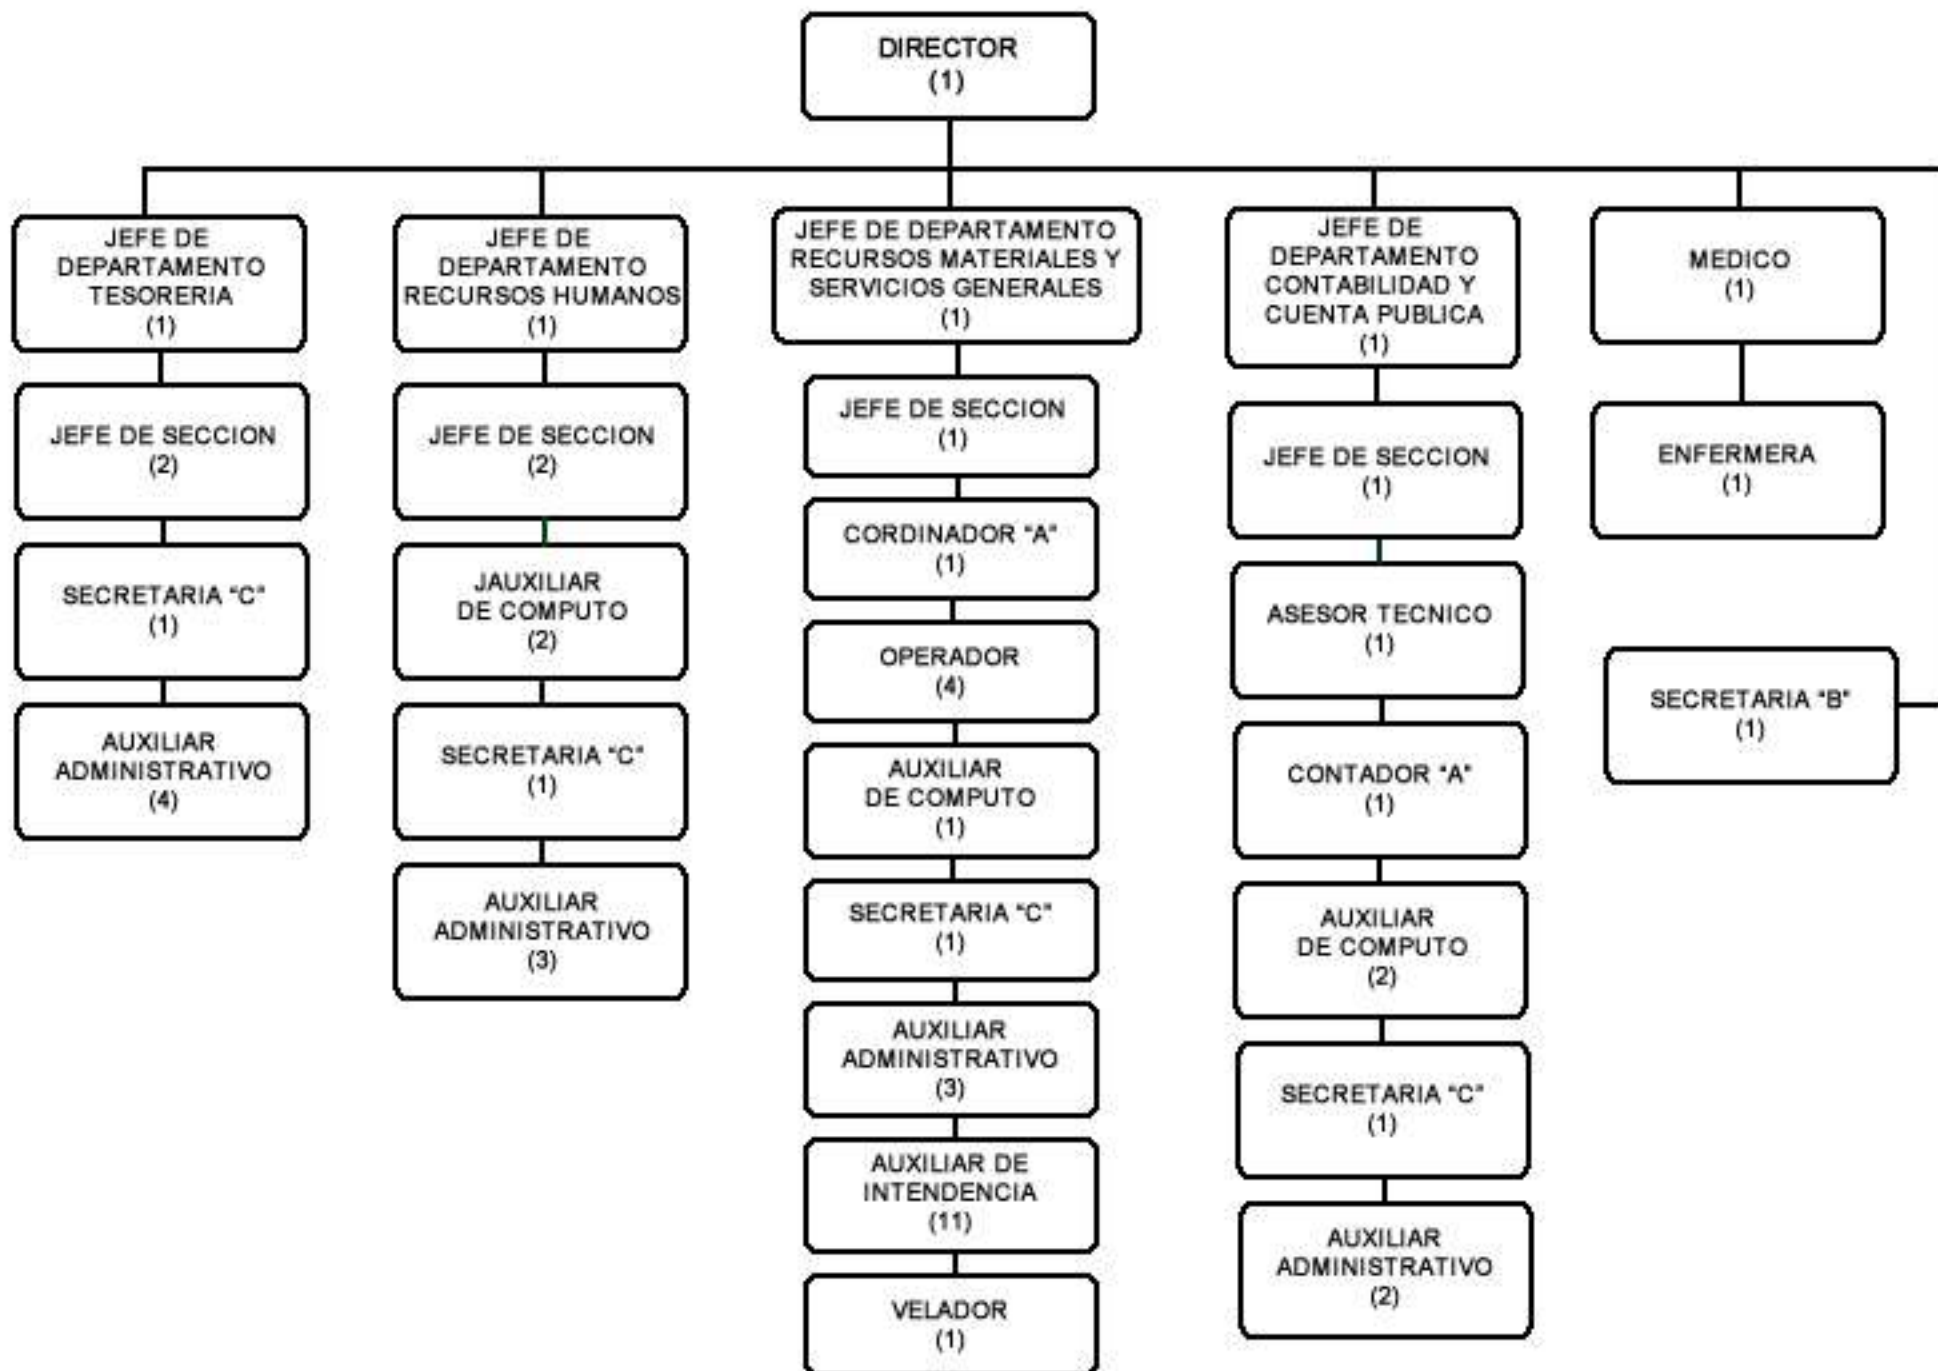 DIRECTOR
(1)
JEFE DE
DEPARTAMENTO
TESORERIA
(1)
JEFE DE SECCION
(2)
SECRETARIA "C"
(1)
AUXILIAR
ADMINISTRATIVO
(4)
JEFE DE
DEPARTAMENTO
RECURSOS HUMANOS
(1)
JEFE DE SECCION
(2)
JAUXILIAR
DE COMPUTO
(2)
SECRETARIA "C"
(1)
AUXILIAR
ADMINISTRATIVO
(3)
JEFE DE DEPARTAMENTO
RECURSOS MATERIALES Y
SERVICIOS GENERALES
(1)
JEFE DE SECCION
(1)
CORDINADOR "A"
(1)
OPERADOR
(4)
AUXILIAR
DE COMPUTO
(1)
SECRETARIA "C"
(1)
AUXILIAR
ADMINISTRATIVO
(3)
AUXILIAR DE
INTENDENCIA
(11)
VELADOR
(1)
JEFE DE
DEPARTAMENTO
CONTABILIDAD Y
CUENTA PUBLICA
(1)
JEFE DE SECCION
(1)
ASESOR TECNICO
(1)
CONTADOR "A"
(1)
AUXILIAR
DE COMPUTO
(2)
SECRETARIA "C"
(1)
AUXILIAR
ADMINISTRATIVO
(2)
MEDICO
(1)
ENFERMERA
(1)
SECRETARIA "B"
(1)